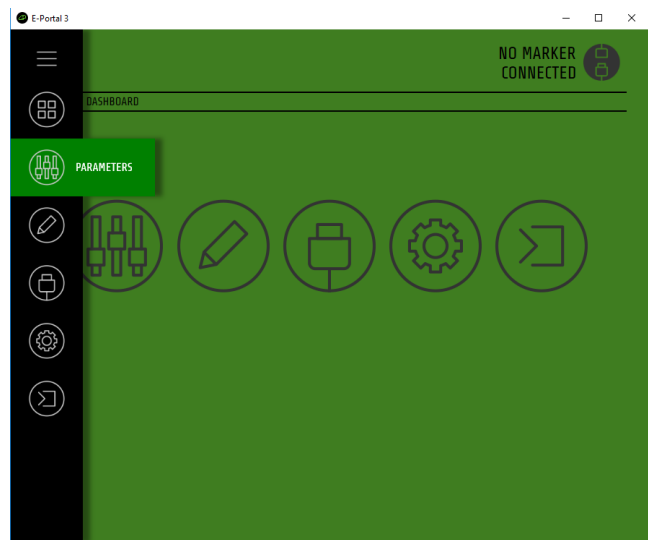 E-Portal 3
NO MARKER
CONNECTED
DASHBOARD
PARAMETERS